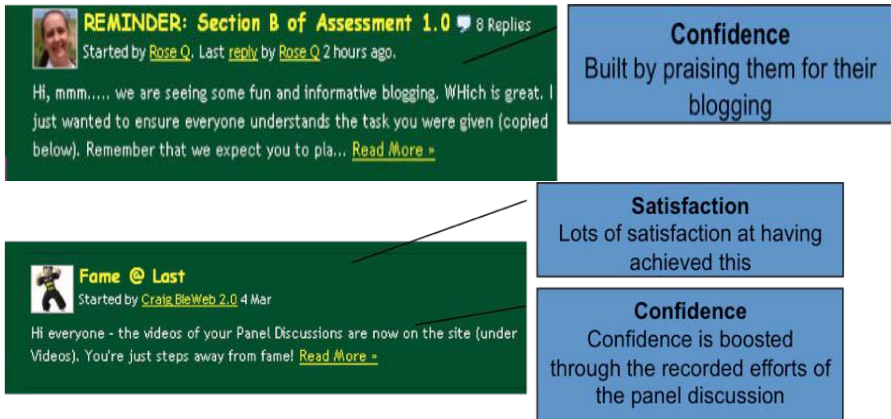 REMINDER: Section B of Assessment 1.0 8 Replies
Started by Rose Q. Last reply by Rose Q 2 hours ago.
Hi, mmm..... we are seeing some fun and informative blogging. WHich is great. I
just wanted to ensure everyone understands the task you were given (copied
below). Remember that we expect you to pla... Read More »
Confidence
Built by praising them for their
blogging
Fame @ Last
Started by Craig BleWeb 2.0 4 Mar
Hi everyone - the videos of your Panel Discussions are now on the site (under
Videos). You're just steps away from fame! Read More »
Satisfaction
Lots of satisfaction at having
achieved this
Confidence
Confidence is boosted
through the recorded efforts of
the panel discussion